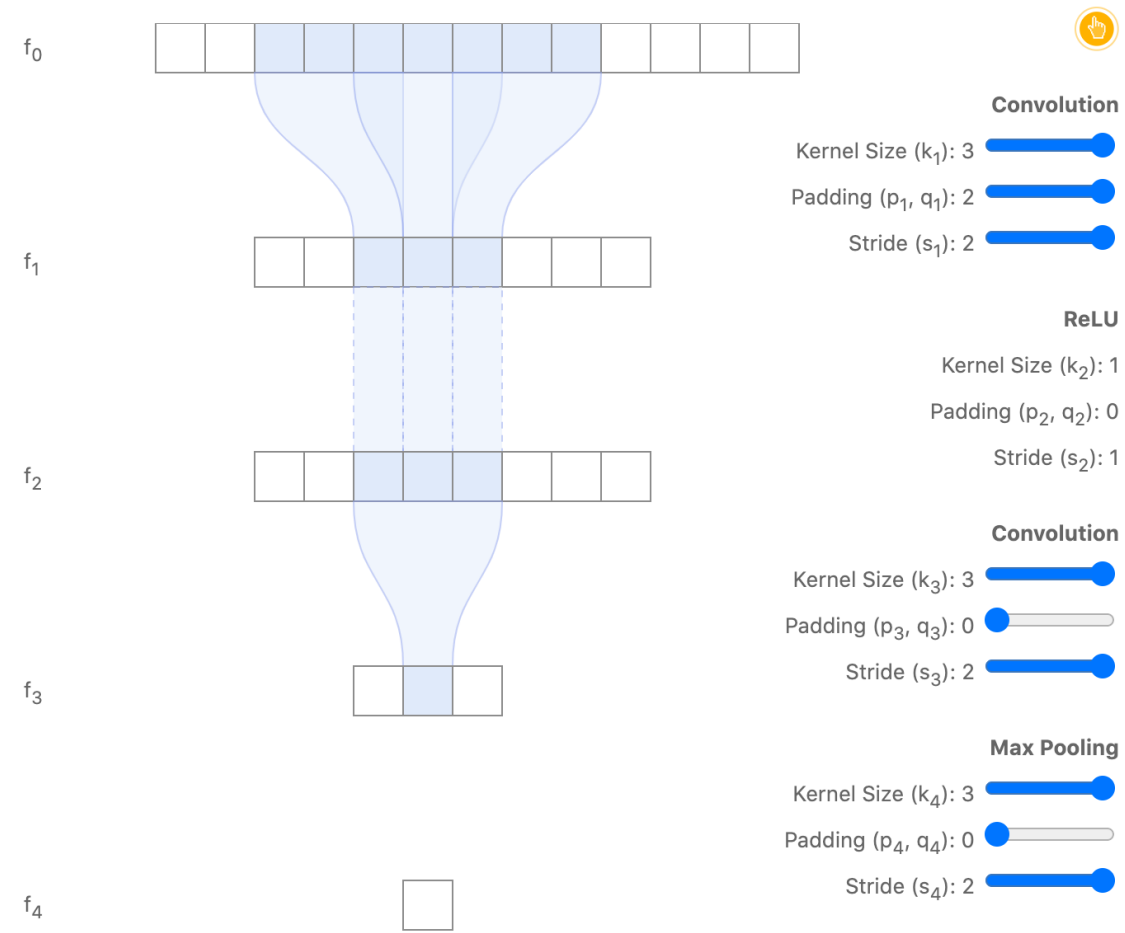 f₀
Convolution
Kernel Size (k₁): 3
Padding (p₁, q₁): 2
Stride (s₁): 2
f₁
ReLU
Kernel Size (k₂): 1
Padding (p₂, q₂): 0
Stride (s₂): 1
f₂
Convolution
Kernel Size (k₃): 3
Padding (p₃, q₃): 0
Stride (s₃): 2
f₃
Max Pooling
Kernel Size (k₄): 3
Padding (p₄, q₄): 0
Stride (s₄): 2
f₄